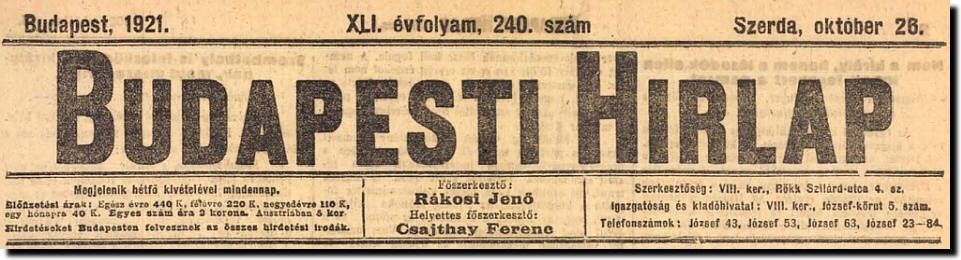 Budapest, 1921.
XLI. évfolyam, 240. szám
Szerda, október 26.
BUDAPESTI HIRLAP
Megjelenik hétfő kivételével mindennap.
Előfizetési árak: Egész évre 440 K, félévre 220 K, negyedévre 110 K,
egy hónapra 40 K. Egyes szám ára 2 korona. Ausztriában 5 kor.
Hirdetéseket Budapesten felvesznek az összes hirdetési irodák.
Főszerkesztő:
Rákosi Jenő
Helyettes főszerkesztő:
Csajthay Ferenc
Szerkesztőség: VIII. ker., Rökk Szilárd-utca 4. sz.
Igazgatóság és kiadóhivatal: VIII. ker., József-körut 5. szám.
Telefonszámok: József 43, József 53, József 63, József 23—84.